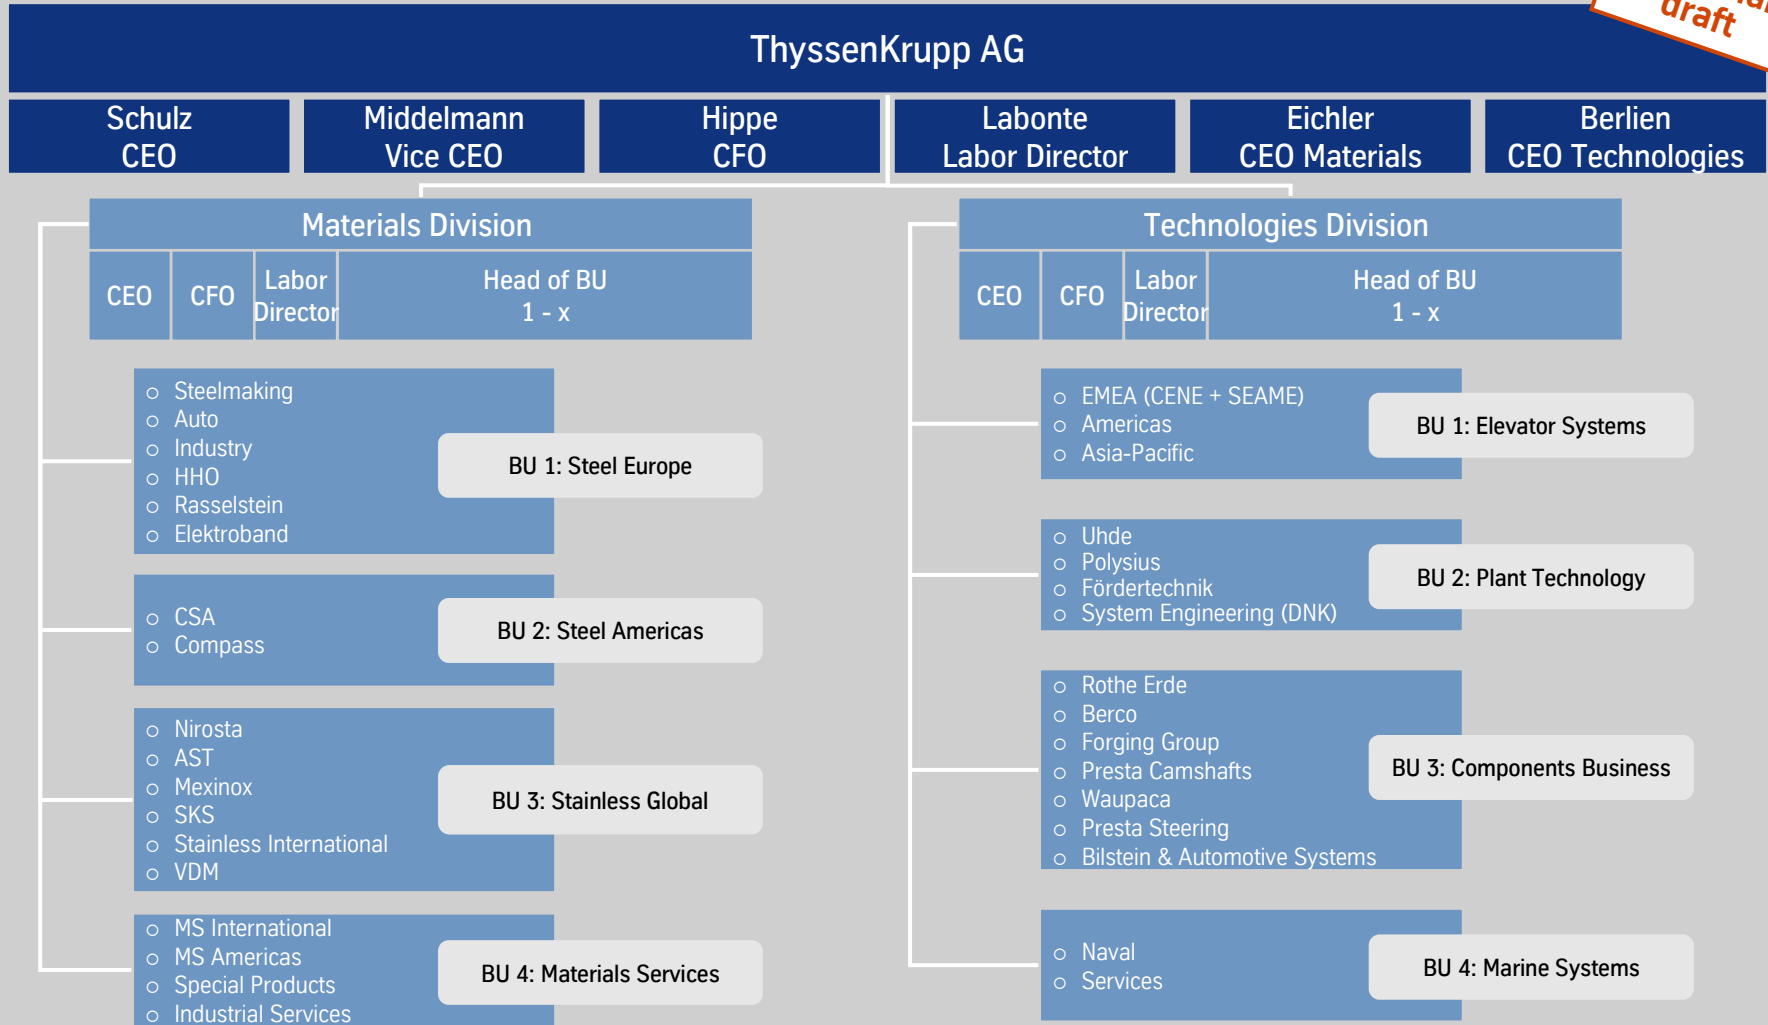 draft
ThyssenKrupp AG
Schulz
CEO
Middelmann
Vice CEO
Hippe
CFO
Labonte
Labor Director
Eichler
CEO Materials
Berlien
CEO Technologies
Materials Division
CEO
CFO
Labor
Director
Head of BU
1 - x
○ Steelmaking
○ Auto
○ Industry
○ HHO
○ Rasselstein
○ Elektroband
BU 1: Steel Europe
○ CSA
○ Compass
BU 2: Steel Americas
○ Nirosta
○ AST
○ Mexinox
○ SKS
○ Stainless International
○ VDM
BU 3: Stainless Global
○ MS International
○ MS Americas
○ Special Products
○ Industrial Services
BU 4: Materials Services
Technologies Division
CEO
CFO
Labor
Director
Head of BU
1 - x
○ EMEA (CENE + SEAME)
○ Americas
○ Asia-Pacific
BU 1: Elevator Systems
○ Uhde
○ Polysius
○ Fördertechnik
○ System Engineering (DNK)
BU 2: Plant Technology
○ Rothe Erde
○ Berco
○ Forging Group
○ Presta Camshafts
○ Waupaca
○ Presta Steering
○ Bilstein & Automotive Systems
BU 3: Components Business
○ Naval
○ Services
BU 4: Marine Systems